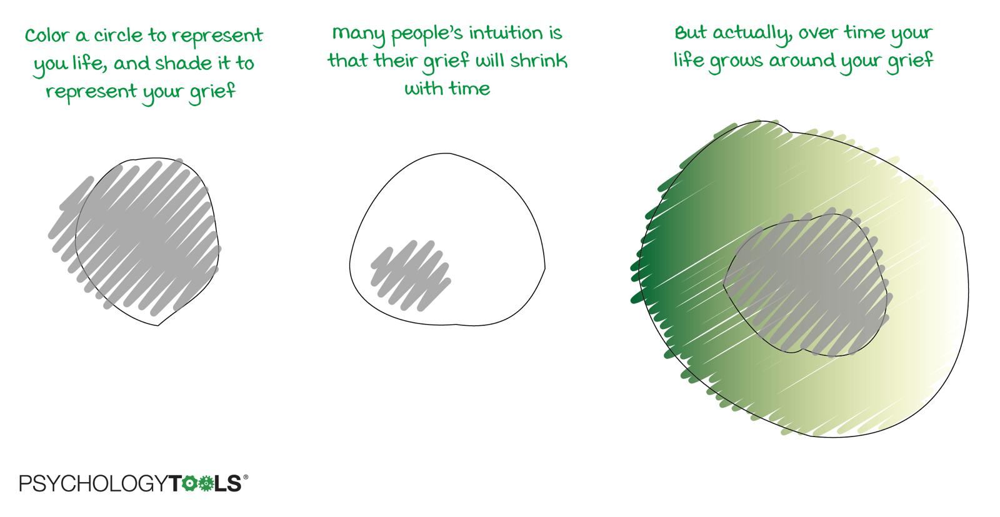 Color a circle to represent
you life, and shade it to
represent your grief
Many people's intuition is
that their grief will shrink
with time
But actually, over time your
life grows around your grief
PSYCHOLOGYTOOLS®